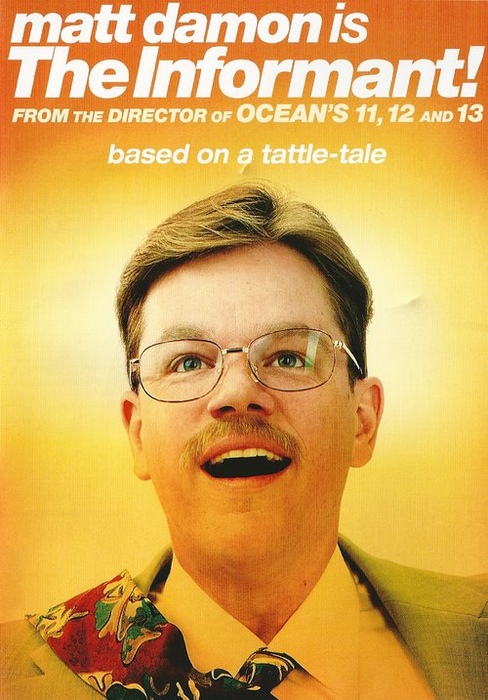 matt damon is
The Informant!
FROM THE DIRECTOR OF OCEAN'S 11, 12 AND 13
based on a tattle-tale